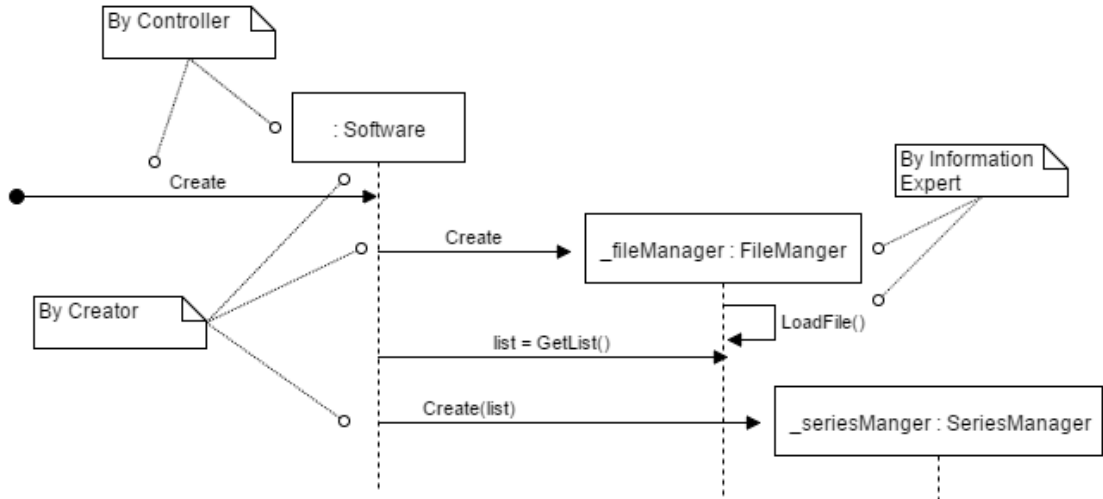 By Controller
: Software
By Information
Expert
Create
Create
_fileManager : FileManger
By Creator
LoadFile()
list = GetList()
Create(list)
_seriesManger : SeriesManager